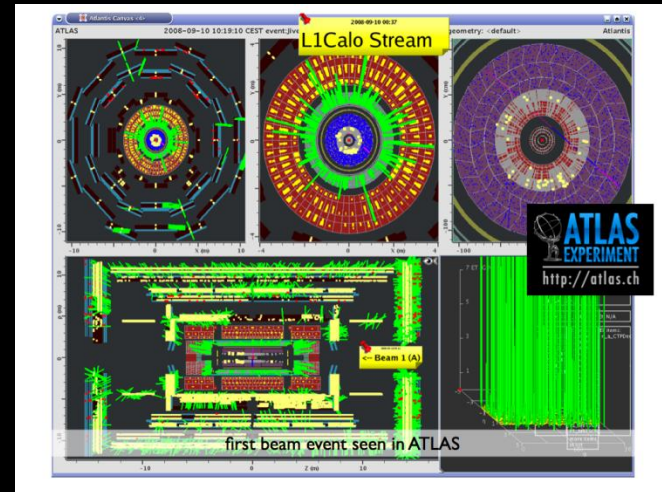 Atlantis Canvas <4>
2008-09-10 00:37
L1Calo Stream
ATLAS
2008-09-10 10:19:10 CEST event:Jive
geometry: <default>
Atlantis
ATLAS
EXPERIMENT
http://atlas.ch
<-- Beam 1 (A)
first beam event seen in ATLAS